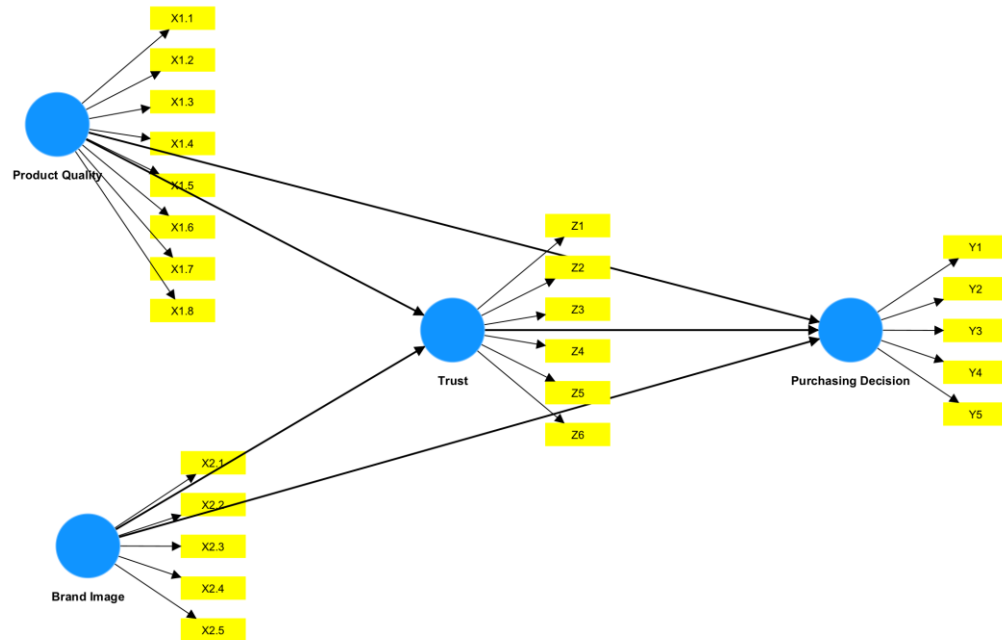 X1.1
X1.2
X1.3
X1.4
Product Quality
X1.5
X1.6
X1.7
X1.8
Z1
Z2
Z3
Z4
Z5
Z6
Trust
Y1
Y2
Y3
Y4
Y5
Purchasing Decision
X2.1
X2.2
X2.3
X2.4
X2.5
Brand Image